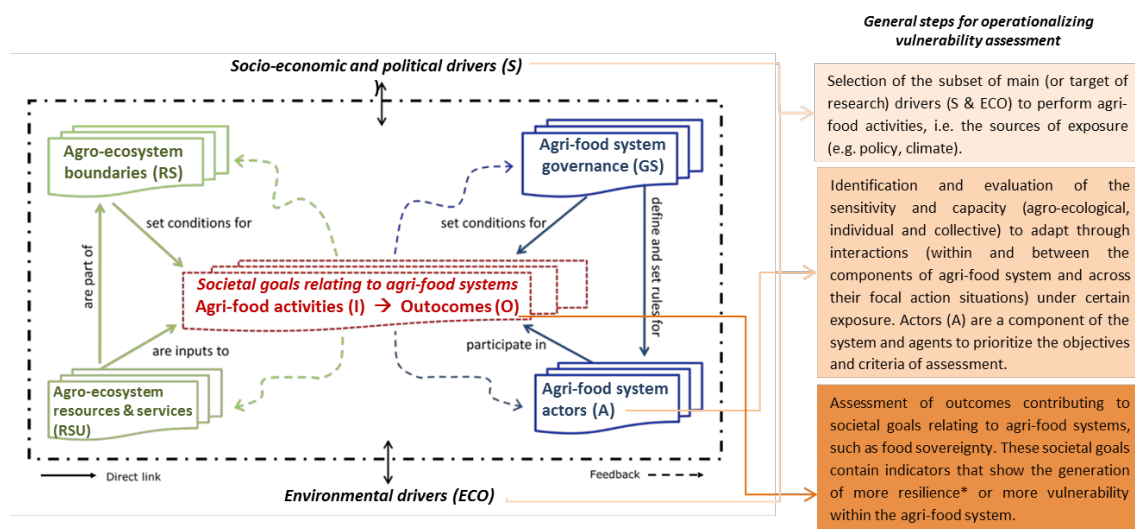 General steps for operationalizing
vulnerability assessment
Socio-economic and political drivers (S)
)
Agro-ecosystem
boundaries (RS)
Agri-food system
governance (GS)
set conditions for
set conditions for
are part of
define and set rules for
Societal goals relating to agri-food systems
Agri-food activities (I) → Outocomes (O)
are inputs to
participate in
Agro-ecosystem
resources & services
(RSU)
Agri-food system
actors (A)
Direct link
Feedback
Environmental drivers (ECO)
Selection of the subset of main (or target of
research) drivers (S & ECO) to perform agri-
food activities, i.e. the sources of exposure
(e.g. policy, climate).
Identification and evaluation of the
sensitivity and capacity (agro-ecological,
individual and collective) to adapt through
interactions (within and between the
components of agri-food system and across
their focal action situations) under certain
exposure. Actors (A) are a component of the
system and agents to prioritize the objectives
and criteria of assessment.
Assessment of outcomes contributing to
societal goals relating to agri-food systems,
such as food sovereignty. These societal goals
contain indicators that show the generation
of more resilience* or more vulnerability
within the agri-food system.